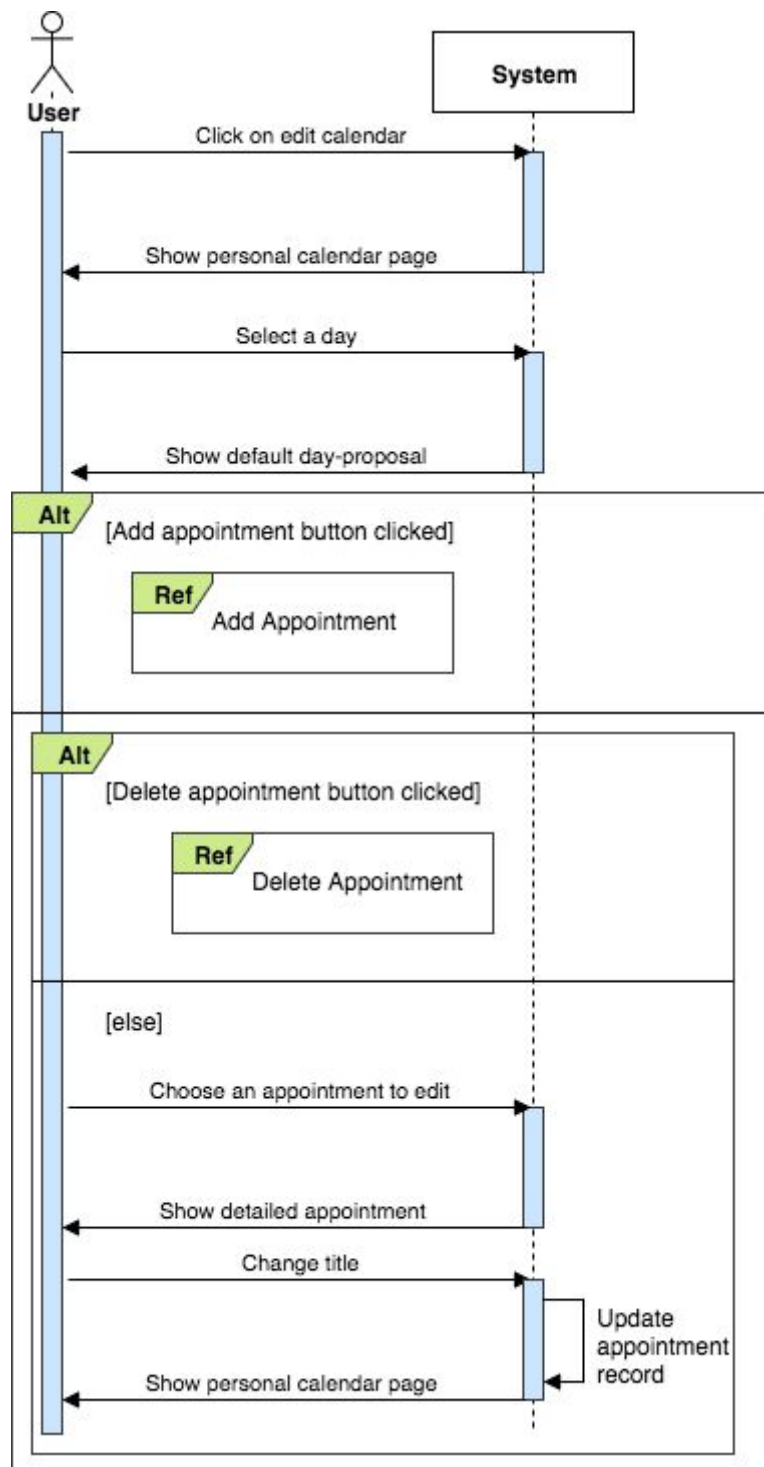 User
System
Click on edit calendar
Show personal calendar page
Select a day
Show default day-proposal
Alt
[Add appointment button clicked]
Ref
Add Appointment
Alt
[Delete appointment button clicked]
Ref
Delete Appointment
[else]
Choose an appointment to edit
Show detailed appointment
Change title
Update
appointment
record
Show personal calendar page